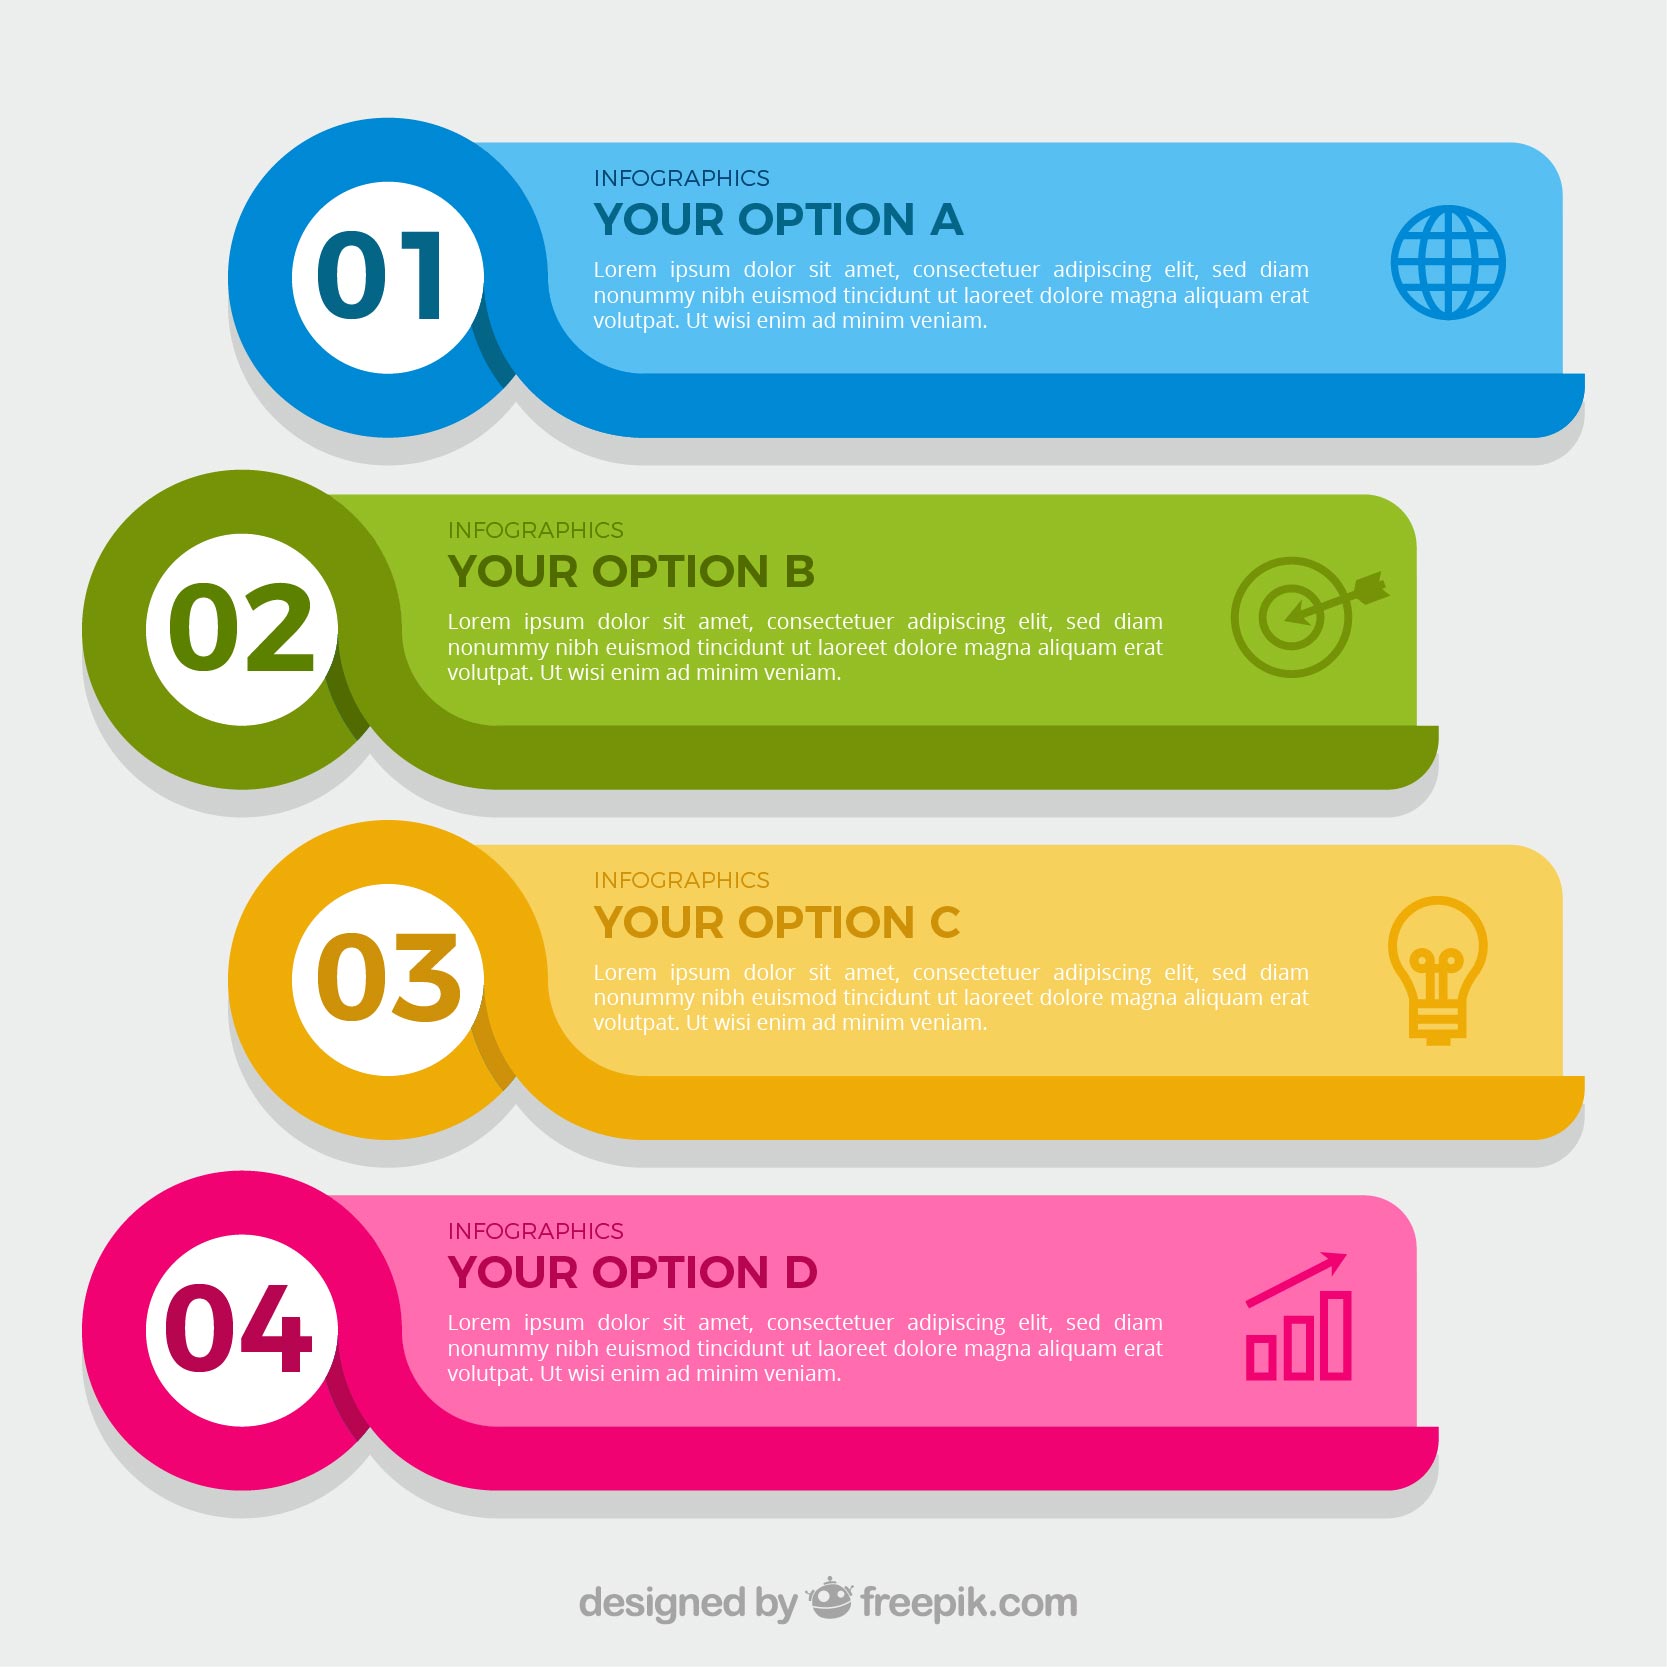 01
INFOGRAPHICS
YOUR OPTION A
Lorem ipsum dolor sit amet, consectetuer adipiscing elit, sed diam
nonummy nibh euismod tincidunt ut laoreet dolore magna aliquam erat
volutpat. Ut wisi enim ad minim veniam.
02
INFOGRAPHICS
YOUR OPTION B
Lorem ipsum dolor sit amet, consectetuer adipiscing elit, sed diam
nonummy nibh euismod tincidunt ut laoreet dolore magna aliquam erat
volutpat. Ut wisi enim ad minim veniam.
03
INFOGRAPHICS
YOUR OPTION C
Lorem ipsum dolor sit amet, consectetuer adipiscing elit, sed diam
nonummy nibh euismod tincidunt ut laoreet dolore magna aliquam erat
volutpat. Ut wisi enim ad minim veniam.
04
INFOGRAPHICS
YOUR OPTION D
Lorem ipsum dolor sit amet, consectetuer adipiscing elit, sed diam
nonummy nibh euismod tincidunt ut laoreet dolore magna aliquam erat
volutpat. Ut wisi enim ad minim veniam.
designed by freepik.com